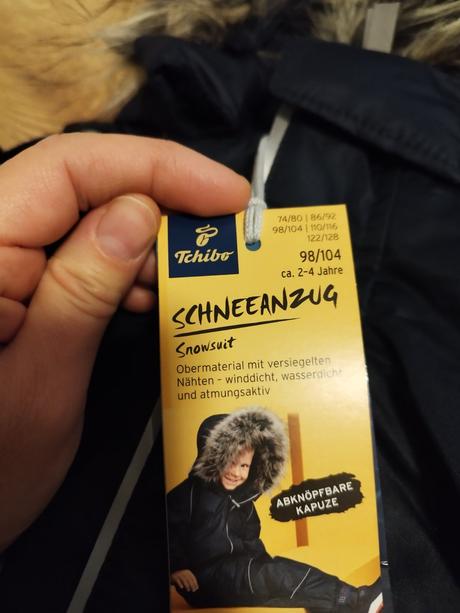 Tchibo
74/80 | 86/92
98/104 | 110/116
122/128
98/104
ca. 2-4 Jahre
SCHNEEANZUG
Snowsuit
Obermaterial mit versiegelten
Nähten - winddicht, wasserdicht
und atmungsaktiv
ABKNÖPFBARE
KAPUZE